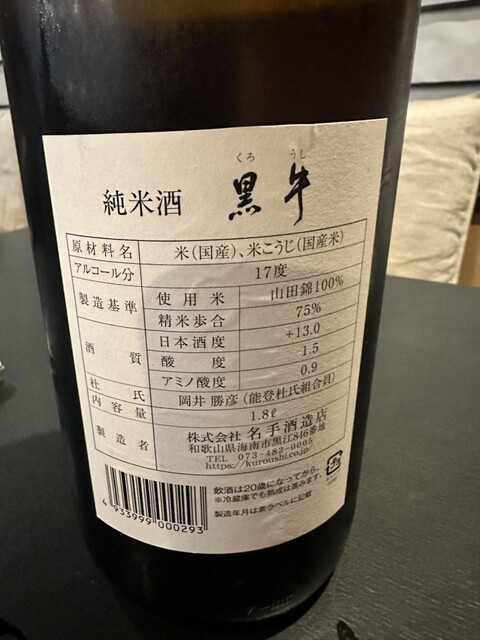 くろ うし
純米酒 黒牛
原材料名 米(国産)、米こうじ(国産米)
アルコール分 17度
製造基準 使用米 山田錦100%
精米歩合 75%
酒質 日本酒度 +13.0
酸度 1.5
アミノ酸度 0.9
杜氏 岡井 勝彦(能登杜氏組合員)
内容量 1.8ℓ
製造者 株式会社 名手酒造店
和歌山県海南市黒江846番地
TEL 073-482-0005
https://kuroushi.co.jp/
飲酒は20歳になってから。
※冷蔵庫でも熟成は進みます。
製造年月は表ラベルに記載
4 933999 000293